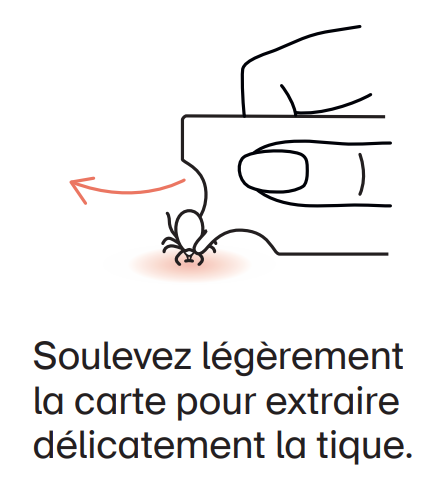 Soulevez légèrement
la carte pour extraire
délicatement la tique.